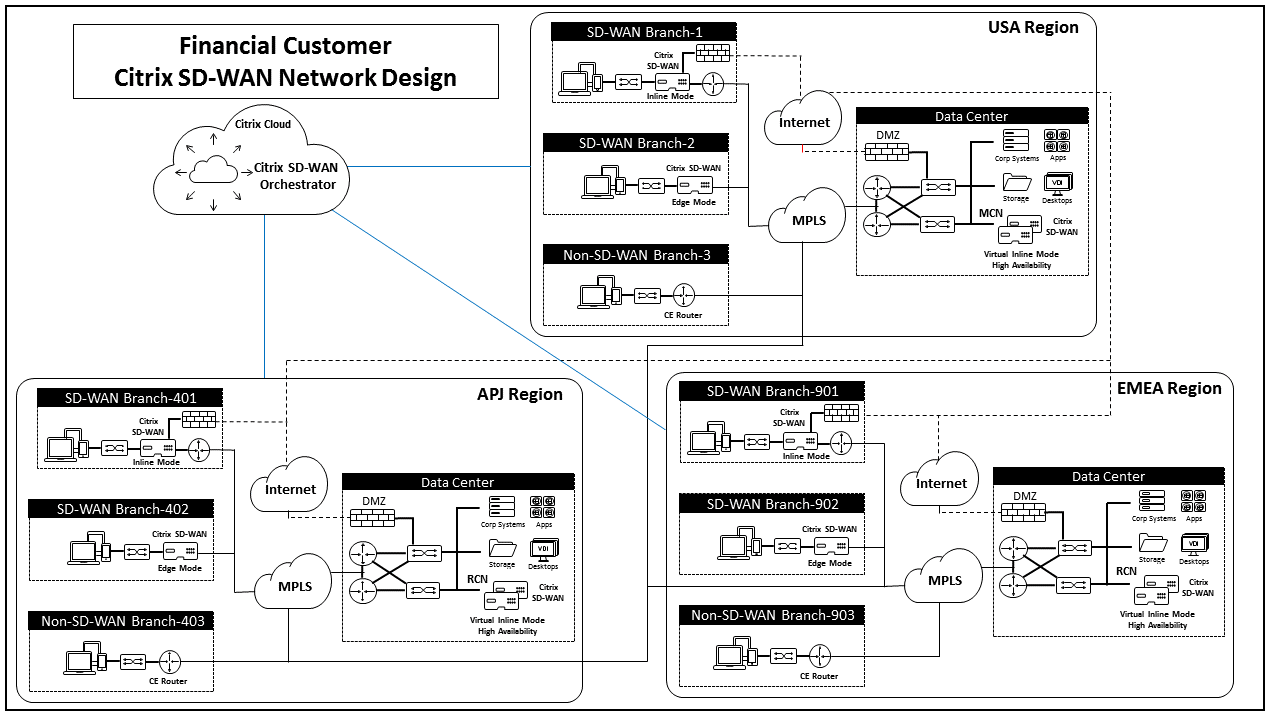 Financial Customer
Citrix SD-WAN Network Design
Citrix Cloud
Citrix SD-WAN
Orchestrator
USA Region
SD-WAN Branch-1
Citrix
SD-WAN
Inline Mode
SD-WAN Branch-2
Citrix SD-WAN
Edge Mode
Non-SD-WAN Branch-3
CE Router
Internet
MPLS
Data Center
DMZ
Corp Systems
Apps
Storage
VDI
Desktops
MCN
Citrix
SD-WAN
Virtual Inline Mode
High Availability
APJ Region
SD-WAN Branch-401
Citrix
SD-WAN
Inline Mode
SD-WAN Branch-402
Citrix SD-WAN
Edge Mode
Non-SD-WAN Branch-403
CE Router
Internet
MPLS
Data Center
DMZ
Corp Systems
Apps
Storage
VDI
Desktops
RCN
Citrix
SD-WAN
Virtual Inline Mode
High Availability
EMEA Region
SD-WAN Branch-901
Citrix
SD-WAN
Inline Mode
SD-WAN Branch-902
Citrix SD-WAN
Edge Mode
Non-SD-WAN Branch-903
CE Router
Internet
MPLS
Data Center
DMZ
Corp Systems
Apps
Storage
VDI
Desktops
RCN
Citrix
SD-WAN
Virtual Inline Mode
High Availability